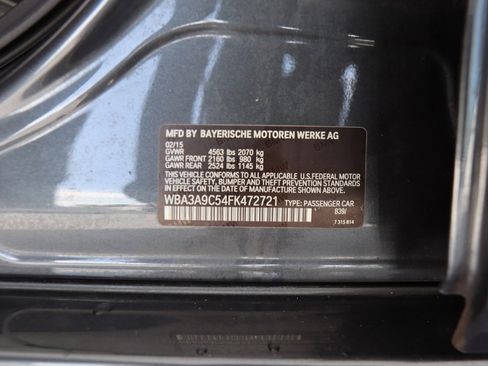 MFD BY BAYERISCHE MOTOREN WERKE AG
02/15
GVWR 4563 lbs 2070 kg
GAWR FRONT 2160 lbs 980 kg
GAWR REAR 2524 lbs 1145 kg
THIS VEHICLE CONFORMS TO ALL APPLICABLE U.S.FEDERAL MOTOR
VEHICLE SAFETY, BUMPER AND THEFT PREVENTION STANDARDS
IN EFFECT ON THE DATE OF MANUFACTURE SHOWN ABOVE.
WBA3A9C54FK472721 TYPE: PASSENGER CAR
839/
7 315 814